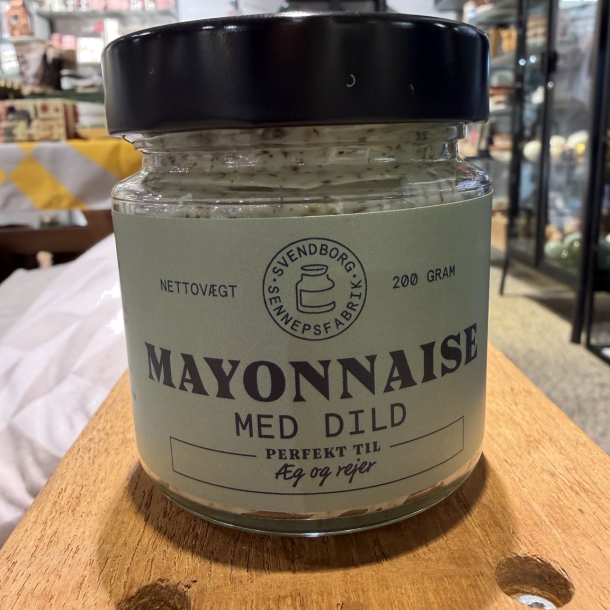 NETTOVÆGT
SVENDBORG
SENNEPSFABRIK
200 GRAM
MAYONNAISE
MED DILD
PERFEKT TIL
Æg og rejer